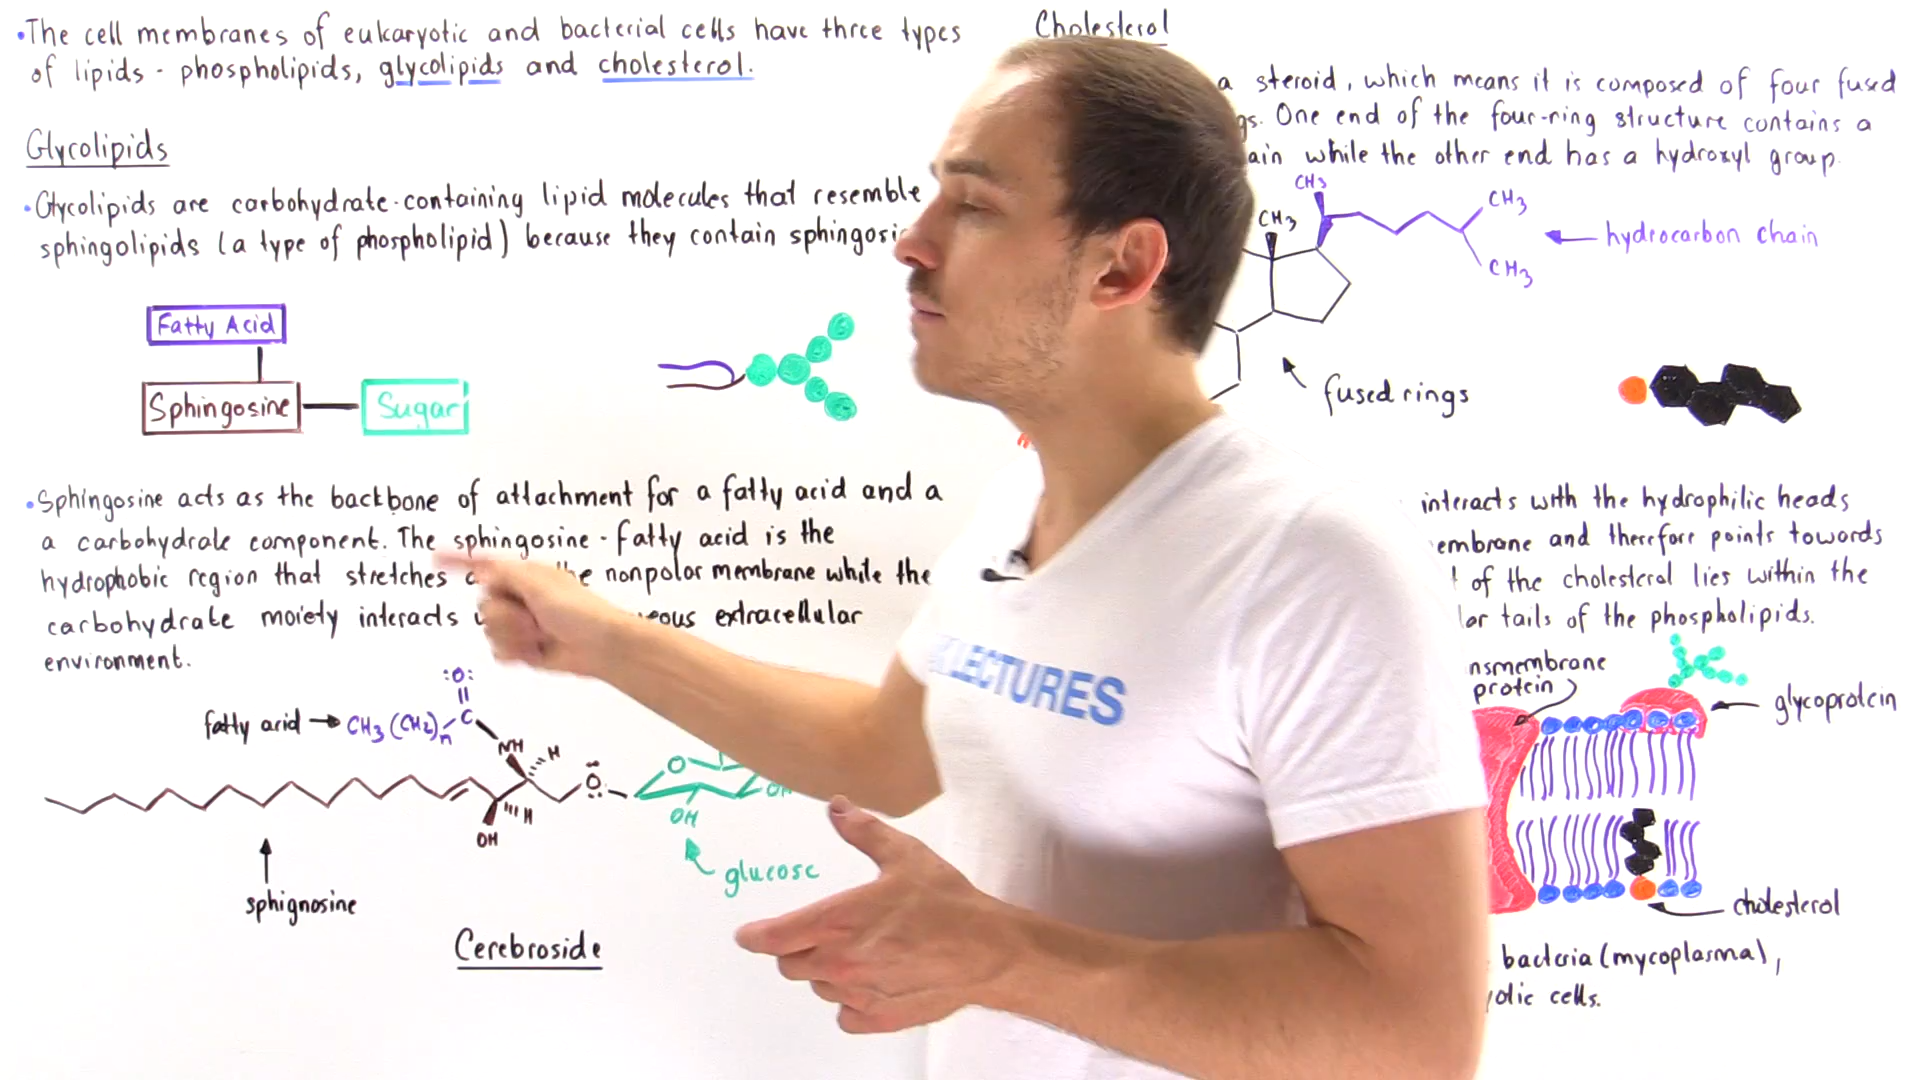 •The cell membranes of eukaryotic and bacterial cells have three types
of lipids - phospholipids, glycolipids and cholesterol.
Glycolipids
•Glycolipids are carbohydrate-containing lipid molecules that resemble
sphingolipids (a type of phospholipid) because they contain
Fatty Acid
Sphingosine
Sugar
•Sphingosine acts as the backbone of attachment for a fatty acid and a
a carbohydrate component. The sphingosine-fatty acid is the
hydrophobic region that stretches the nonpolar membrane while the
carbohydrate moiety interacts extracellular
environment.
:O:
fatty acid → CH3(CH2)n C
NH H
O
O
OH
H
OH
OH
glucose
sphignosine
Cerebroside
Cholesterol
a steroid, which means it is composed of four fused
One end of the four-ring structure contains a
while the other end has a hydroxyl group.
CH3
CH3
CH3
CH3
hydrocarbon chain
fused rings
interacts with the hydrophilic heads
and therefore points towards
of the cholesterol lies within the
tails of the phospholipids.
protein
glycoprotein
cholesterol
bacteria (mycoplasma),
cells.
LECTURES